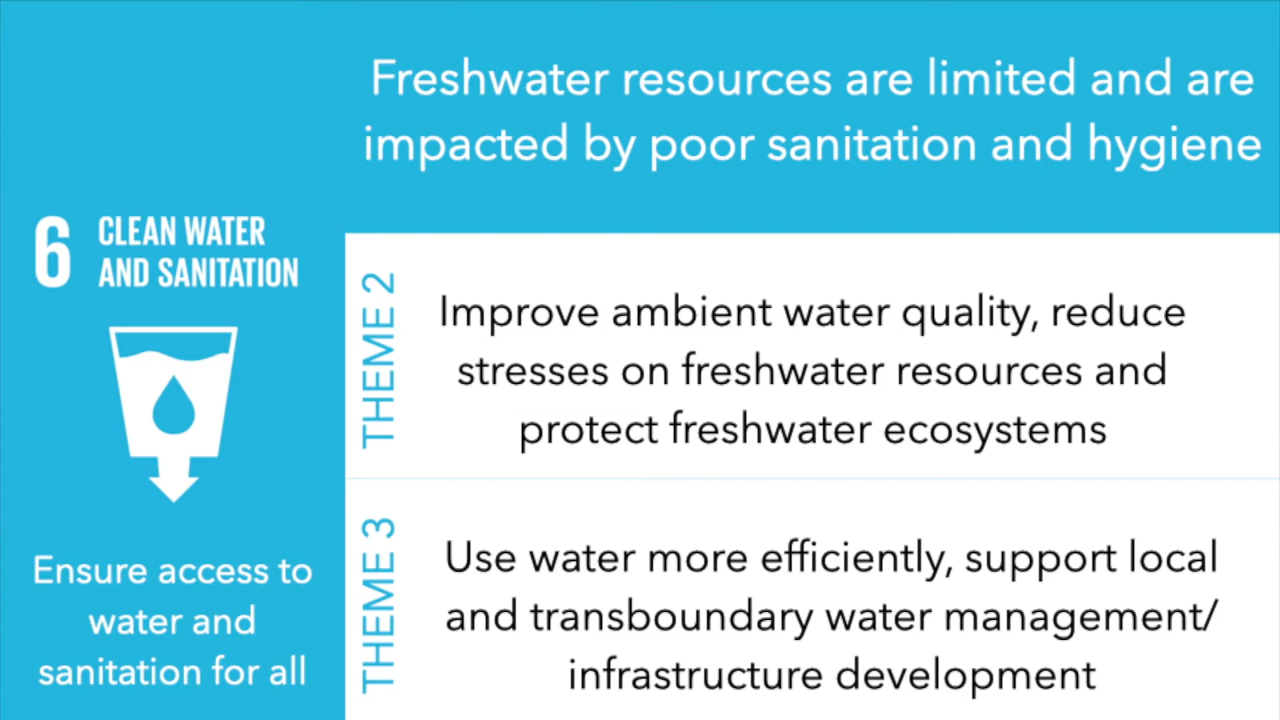 Freshwater resources are limited and are
impacted by poor sanitation and hygiene
6 CLEAN WATER
AND SANITATION
Ensure access to
water and
sanitation for all
THEME 2
Improve ambient water quality, reduce
stresses on freshwater resources and
protect freshwater ecosystems
THEME 3
Use water more efficiently, support local
and transboundary water management/
infrastructure development